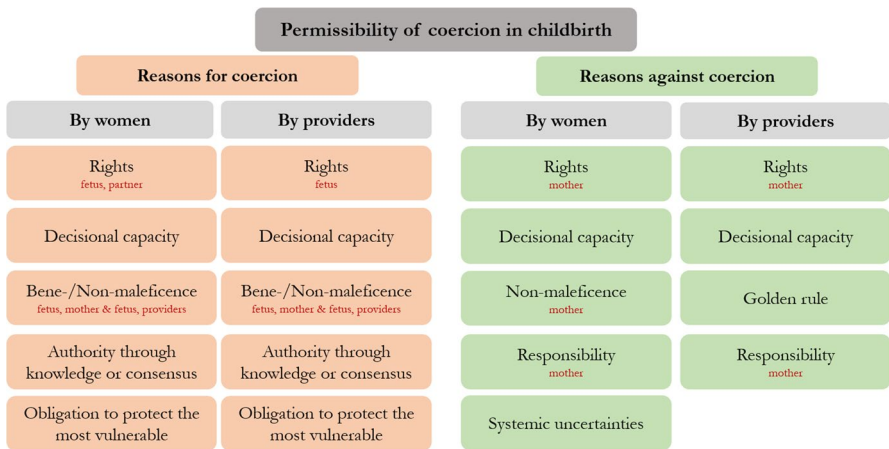 Permissibility of coercion in childbirth
Reasons for coercion
Reasons against coercion
By women
By providers
By women
By providers
Rights
fetus, partner
Rights
fetus
Rights
mother
Rights
mother
Decisional capacity
Decisional capacity
Decisional capacity
Decisional capacity
Bene-/Non-maleficence
fetus, mother & fetus, providers
Bene-/Non-maleficence
fetus, mother & fetus, providers
Non-maleficence
mother
Golden rule
Authority through
knowledge or consensus
Authority through
knowledge or consensus
Responsibility
mother
Responsibility
mother
Obligation to protect the
most vulnerable
Obligation to protect the
most vulnerable
Systemic uncertainties